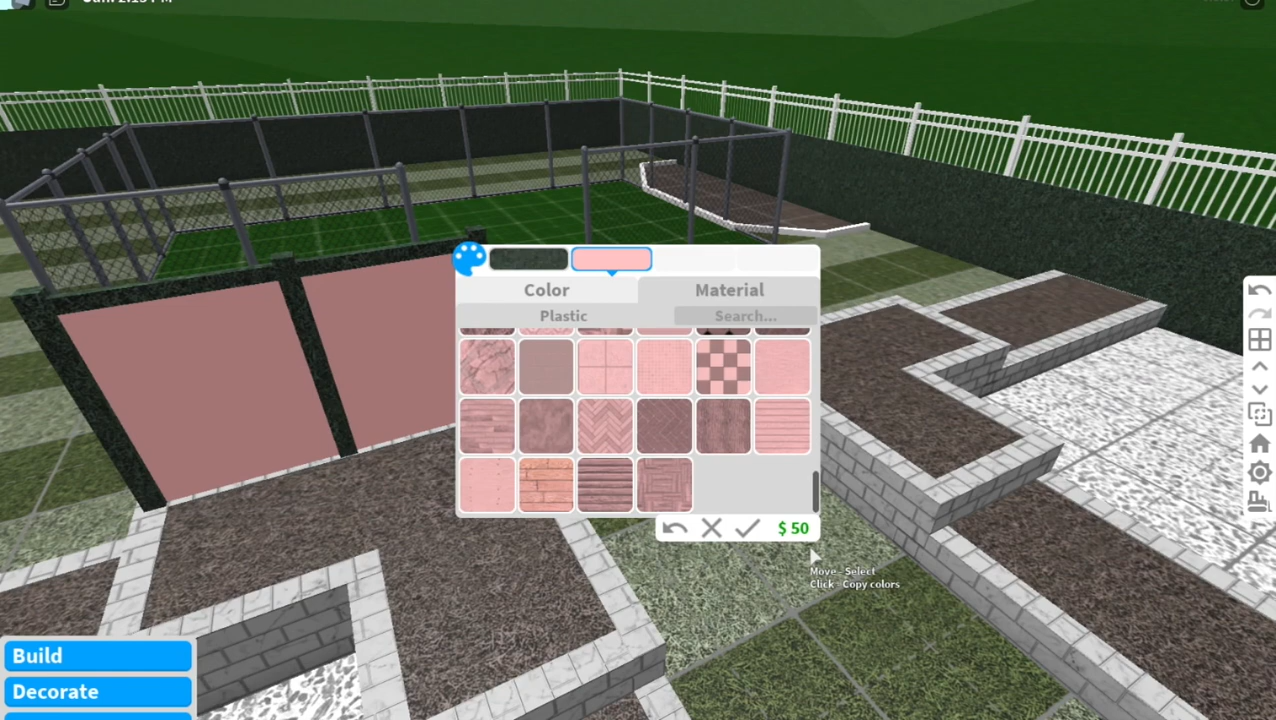 Color
Material
Plastic
Search...
$ 50
Move - Select
Click - Copy colors
Build
Decorate